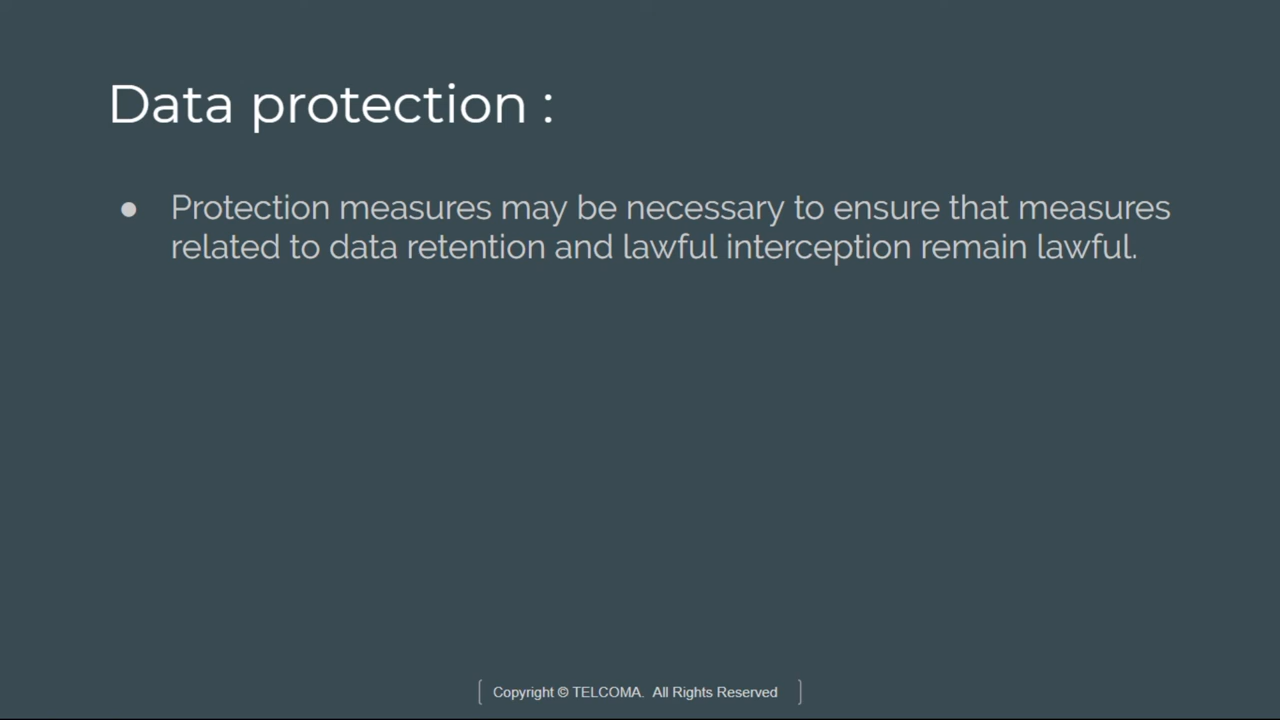 Data protection :
● Protection measures may be necessary to ensure that measures
related to data retention and lawful interception remain lawful.
[ Copyright © TELCOMA. All Rights Reserved ]